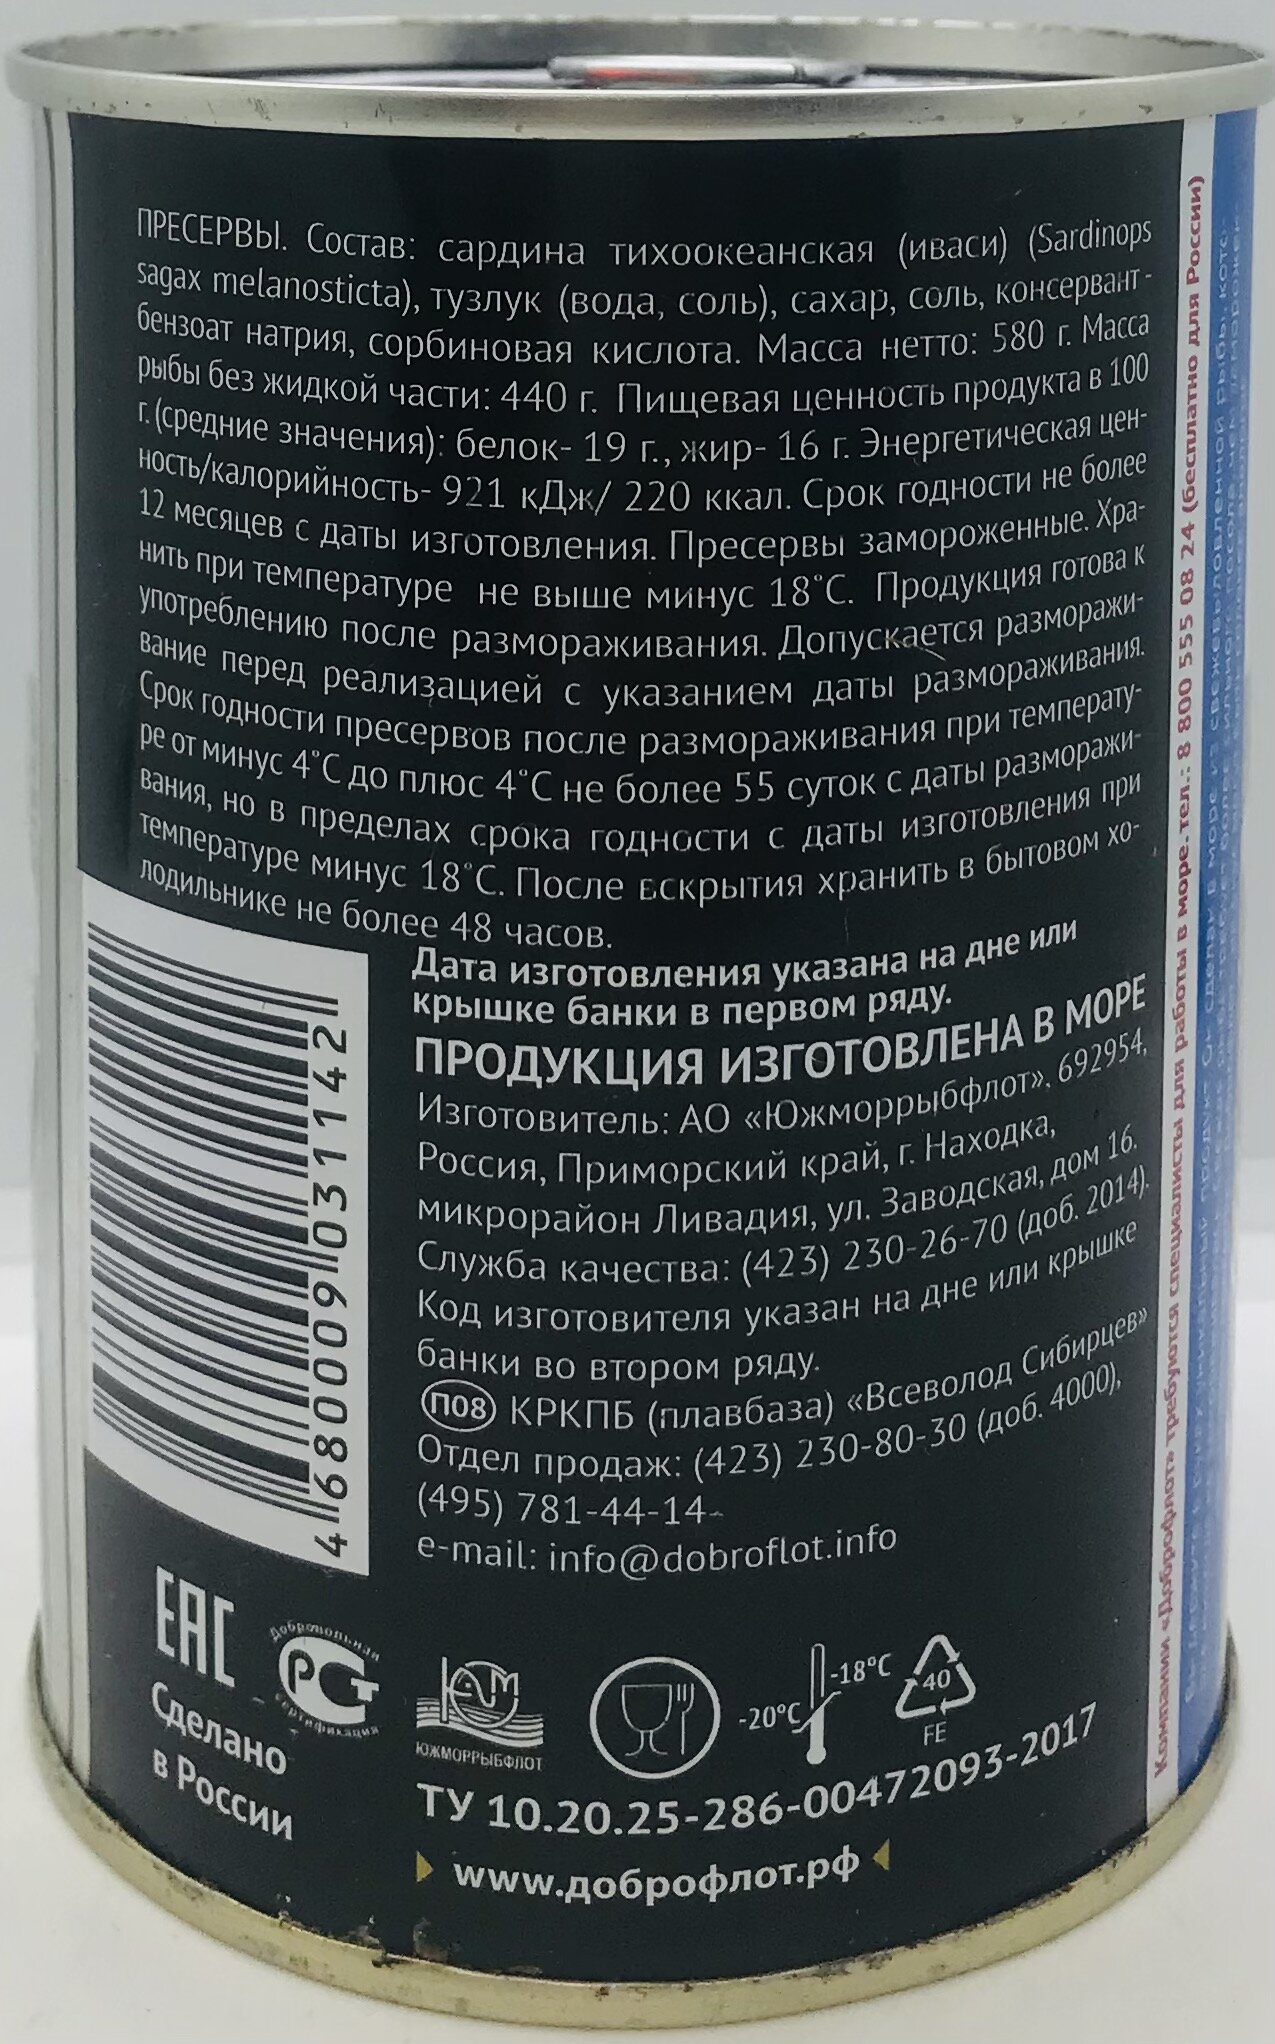 ПРЕСЕРВЫ. Состав: сардина тихоокеанская (иваси) (Sardinops
sagax melanosticta), тузлук (вода, соль), сахар, соль, консервант -
бензоат натрия, сорбиновая кислота. Масса нетто: 580 г. Масса
рыбы без жидкой части: 440 г. Пищевая ценность продукта в 100
г. (средние значения): белок- 19 г., жир- 16 г. Энергетическая цен-
ность/калорийность- 921 кДж/ 220 ккал. Срок годности не более
12 месяцев с даты изготовления. Пресервы замороженные. Хра-
нить при температуре не выше минус 18°С. Продукция готова к
употреблению после размораживания. Допускается заморажи-
вание перед реализацией с указанием даты размораживания.
Срок годности пресервов после размораживания при температу-
ре от минус 4°С до плюс 4°С не более 55 суток с даты заморажи-
вания, но в пределах срока годности с даты изготовления при
температуре минус 18°С. После вскрытия хранить в бытовом хо-
лодильнике не более 48 часов.
Дата изготовления указана на дне или
крышке банки в первом ряду.
ПРОДУКЦИЯ ИЗГОТОВЛЕНА В МОРЕ
Изготовитель: АО «Южморрыбфлот», 692954,
Россия, Приморский край, г. Находка,
микрорайон Ливадия, ул. Заводская, дом 16.
Служба качества: (423) 230-26-70 (доб. 2014).
Код изготовителя указан на дне или крышке
банки во втором ряду.
П08 КРКПБ (плавбаза) «Всеволод Сибирцев»
Отдел продаж: (423) 230-80-30 (доб. 4000),
(495) 781-44-14
e-mail: info@dobroflot.info
4 680009 031142
ЕАС
Сделано
в России
Добровольная
РСТ
сертификация
ЮЖМОРРЫБФЛОТ
-20°С
-18°С
40
FE
ТУ 10.20.25-286-00472093-2017
www.доброфлот.рф
Компании «Доброфлот» требуются специалисты для работы в море. тел.: 8 800 555 08 24 (бесплатно для России)